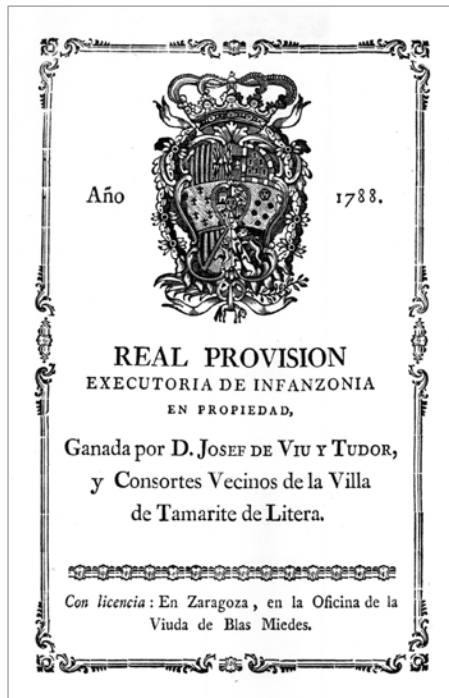 Año 1788.
REAL PROVISION
EXECUTORIA DE INFANZONIA
EN PROPIEDAD,
Ganada por D. JOSEF DE VIU Y TUDOR,
y Consortes Vecinos de la Villa
de Tamarite de Litera.
Con licencia : En Zaragoza, en la Oficina de la
Viuda de Blas Miedes.